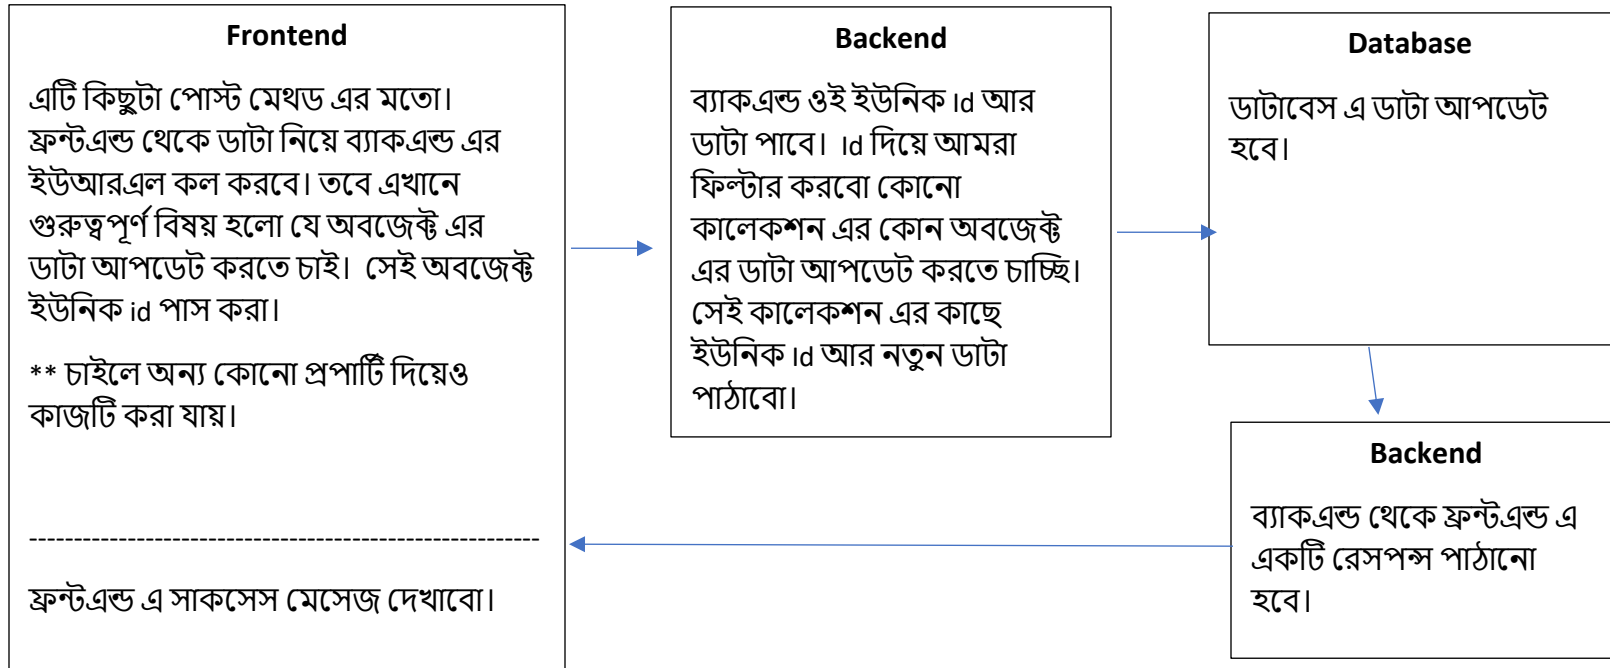 Frontend
এটি কিছুটা পোস্ট মেথড এর মতো।
ফ্রন্টএন্ড থেকে ডাটা নিয়ে ব্যাকএন্ড এর
ইউআরএল কল করবে। তবে এখানে
গুরুত্বপূর্ণ বিষয় হলো যে অবজেক্ট এর
ডাটা আপডেট করতে চাই। সেই অবজেক্ট
ইউনিক id পাস করা।
** চাইলে অন্য কোনো প্রপার্টি দিয়েও
কাজটি করা যায়।
---------------------------------------------------------
ফ্রন্টএন্ড এ সাকসেস মেসেজ দেখাবো।
Backend
ব্যাকএন্ড ওই ইউনিক Id আর
ডাটা পাবে। Id দিয়ে আমরা
ফিল্টার করবো কোনো
কালেকশন এর কোন অবজেক্ট
এর ডাটা আপডেট করতে চাচ্ছি।
সেই কালেকশন এর কাছে
ইউনিক Id আর নতুন ডাটা
পাঠাবো।
Database
ডাটাবেস এ ডাটা আপডেট
হবে।
Backend
ব্যাকএন্ড থেকে ফ্রন্টএন্ড এ
একটি রেসপন্স পাঠানো
হবে।